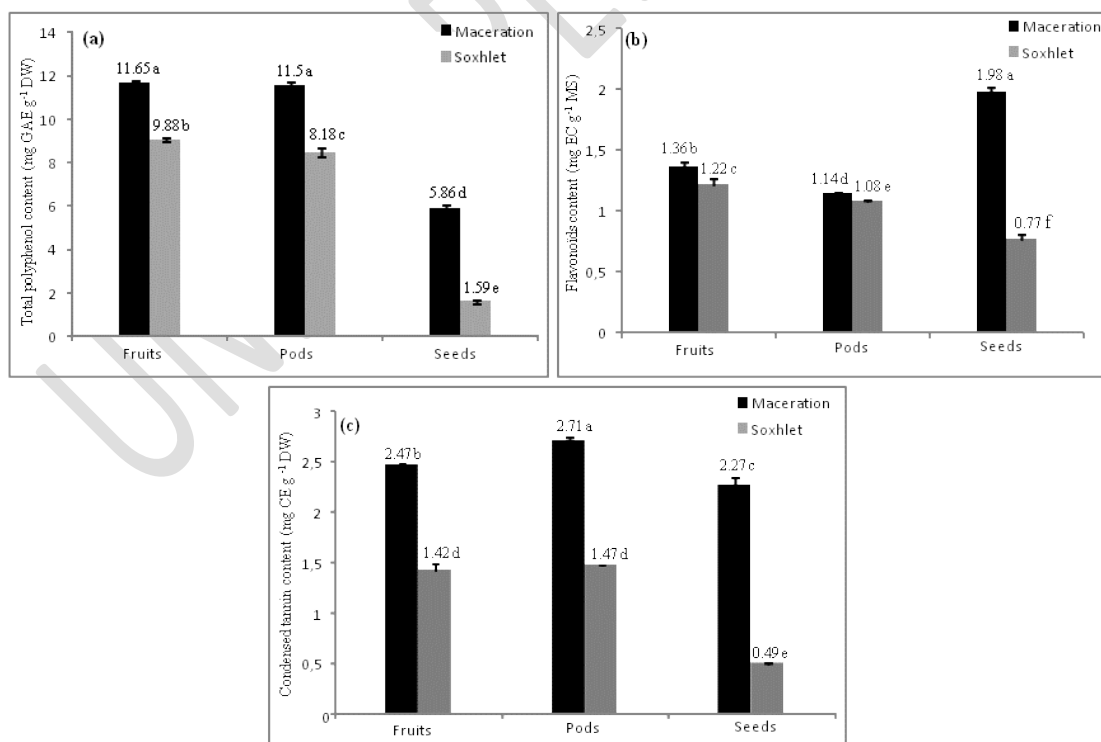 (a)
Maceration
Soxhlet
Total polyphenol content (mg GAE g⁻¹ DW)
14
12
10
8
6
4
2
0
11.65 a
9.88 b
11.5 a
8.18 c
5.86 d
1.59 e
Fruits Pods Seeds
(b)
Maceration
Soxhlet
Flavonoids content (mg EC g⁻¹ MS)
2,5
2
1,5
1
0,5
0
1.36 b
1.22 c
1.14 d
1.08 e
1.98 a
0.77 f
Fruits Pods Seeds
(c)
Maceration
Soxhlet
Condensed tannin content (mg CE g⁻¹ DW)
3
2,5
2
1,5
1
0,5
0
2.47 b
1.42 d
2.71 a
1.47 d
2.27 c
0.49 e
Fruits Pods Seeds